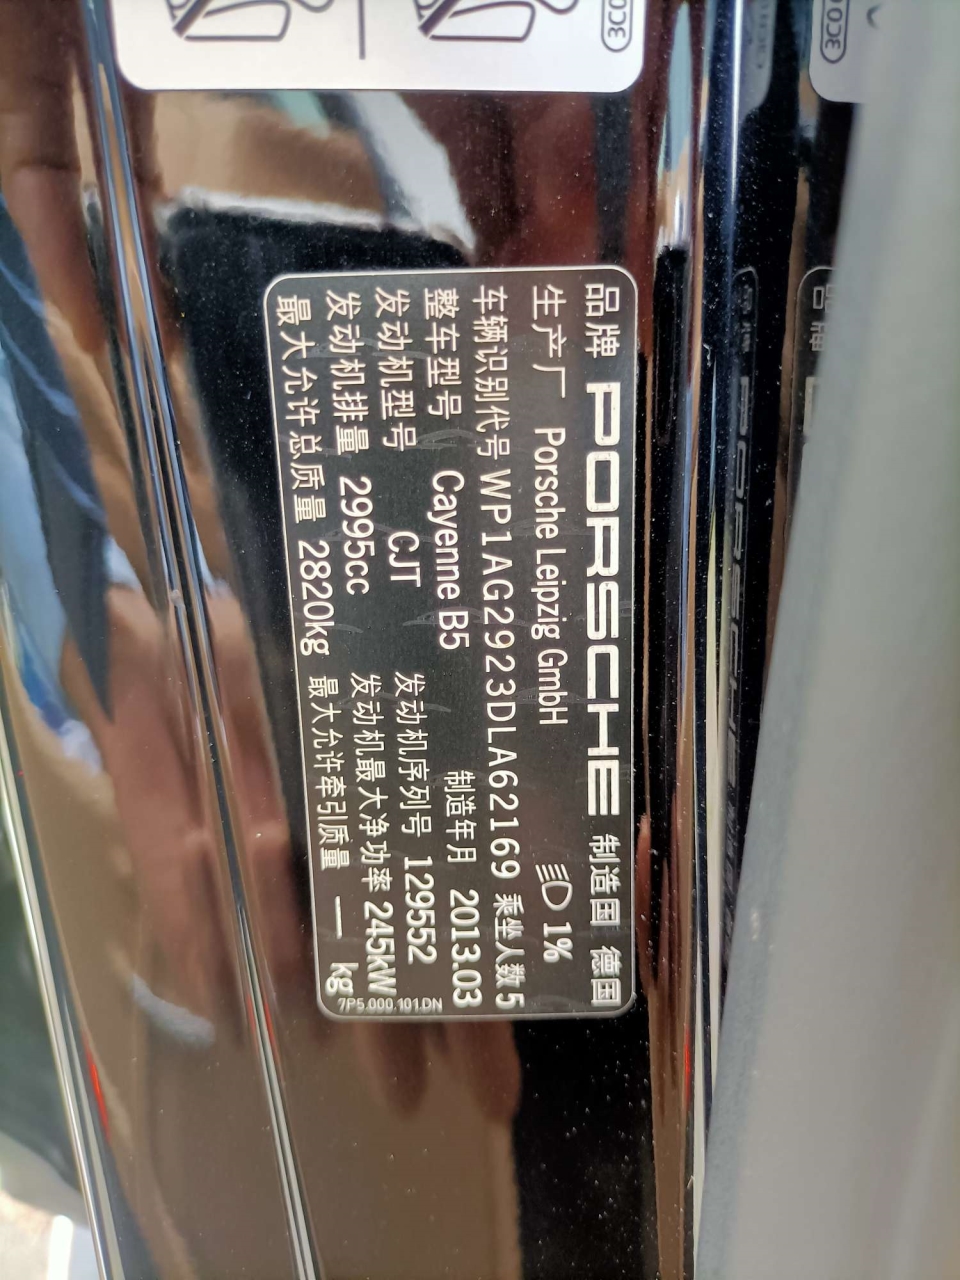 品牌 PORSCHE 制造国 德国
生产厂 Porsche Leipzig GmbH 1%
车辆识别代号 WP1AG2923DLA62169 乘坐人数 5
整车型号 Cayenne B5 制造年月 2013.03
发动机型号 CJT 发动机序列号 129552
发动机排量 2995cc 发动机最大净功率 245kW
最大允许总质量 2820kg 最大允许牵引质量 — kg
7P5.000.101.DN
3C0